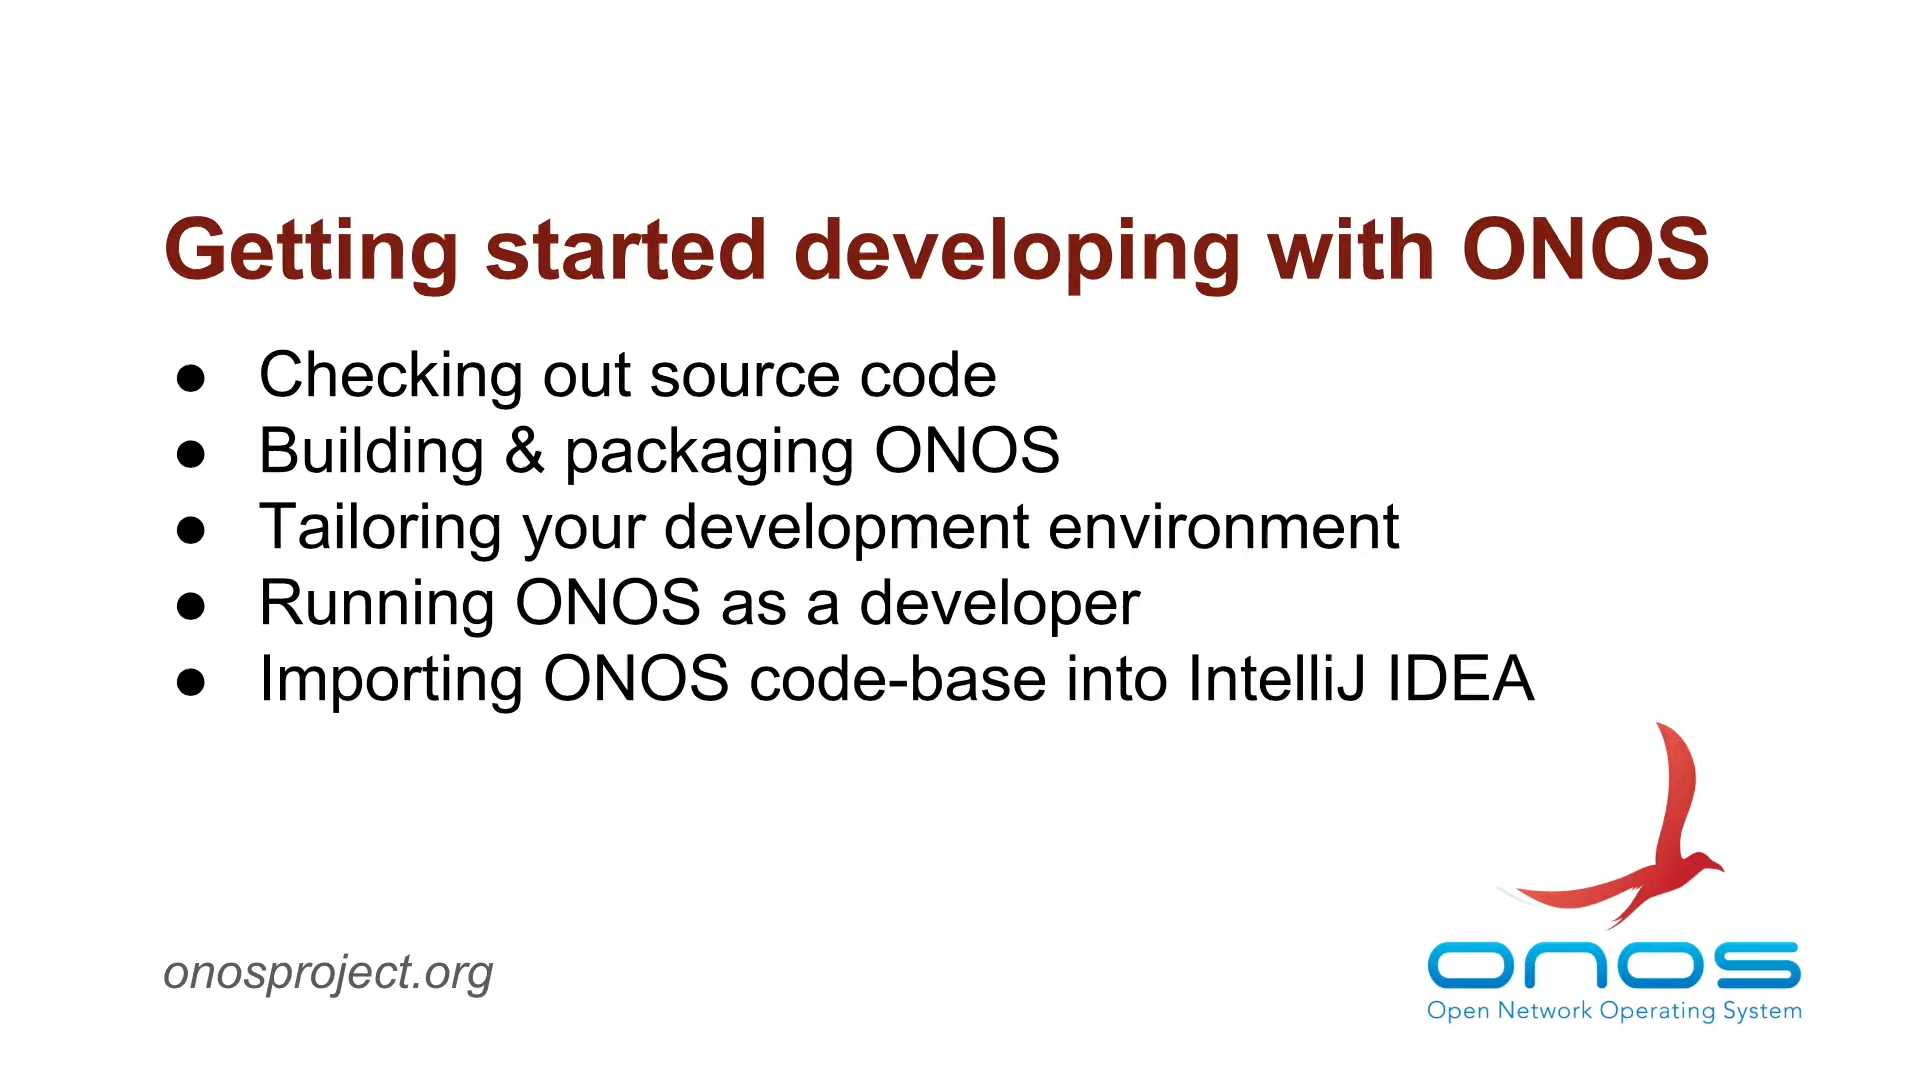 Getting started developing with ONOS
● Checking out source code
● Building & packaging ONOS
● Tailoring your development environment
● Running ONOS as a developer
● Importing ONOS code-base into IntelliJ IDEA
onosproject.org
onos
Open Network Operating System